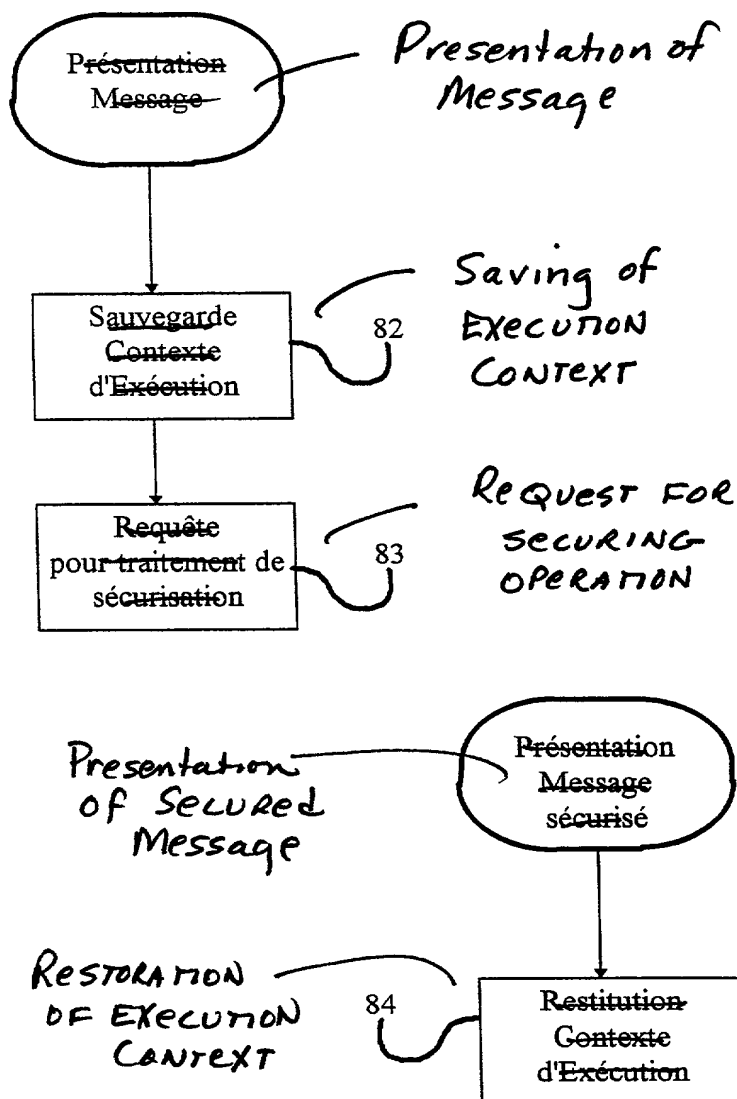 Présentation
Message
Presentation of
Message
Sauvegarde
Contexte
d'Exécution
82
Saving of
EXECUTION
CONTEXT
Requête
pour traitement de
sécurisation
83
REQUEST FOR
SECURING
OPERATION
Presentation
of Secured
Message
Présentation
Message
sécurisé
RESTORATION
OF EXECUTION
CONTEXT
84
Restitution
Contexte
d'Exécution